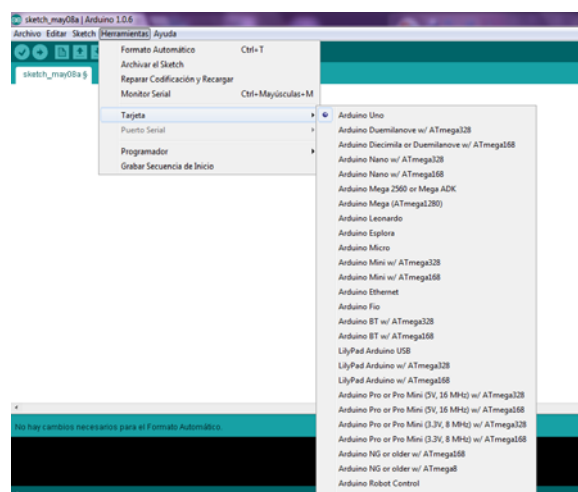 sketch_may08a | Arduino 1.0.6
Archivo Editar Sketch Herramientas Ayuda
sketch_may08a §
Formato Automático Ctrl+T
Archivar el Sketch
Reparar Codificación y Recargar
Monitor Serial Ctrl+Mayúsculas+M
Tarjeta
Puerto Serial
Programador
Grabar Secuencia de Inicio
Arduino Uno
Arduino Duemilanove w/ ATmega328
Arduino Diecimila or Duemilanove w/ ATmega168
Arduino Nano w/ ATmega328
Arduino Nano w/ ATmega168
Arduino Mega 2560 or Mega ADK
Arduino Mega (ATmega1280)
Arduino Leonardo
Arduino Esplora
Arduino Micro
Arduino Mini w/ ATmega328
Arduino Mini w/ ATmega168
Arduino Ethernet
Arduino Fio
Arduino BT w/ ATmega328
Arduino BT w/ ATmega168
LilyPad Arduino USB
LilyPad Arduino w/ ATmega328
LilyPad Arduino w/ ATmega168
Arduino Pro or Pro Mini (5V, 16 MHz) w/ ATmega328
Arduino Pro or Pro Mini (5V, 16 MHz) w/ ATmega168
Arduino Pro or Pro Mini (3.3V, 8 MHz) w/ ATmega328
Arduino Pro or Pro Mini (3.3V, 8 MHz) w/ ATmega168
Arduino NG or older w/ ATmega168
Arduino NG or older w/ ATmega8
Arduino Robot Control
No hay cambios necesarios para el Formato Automático.